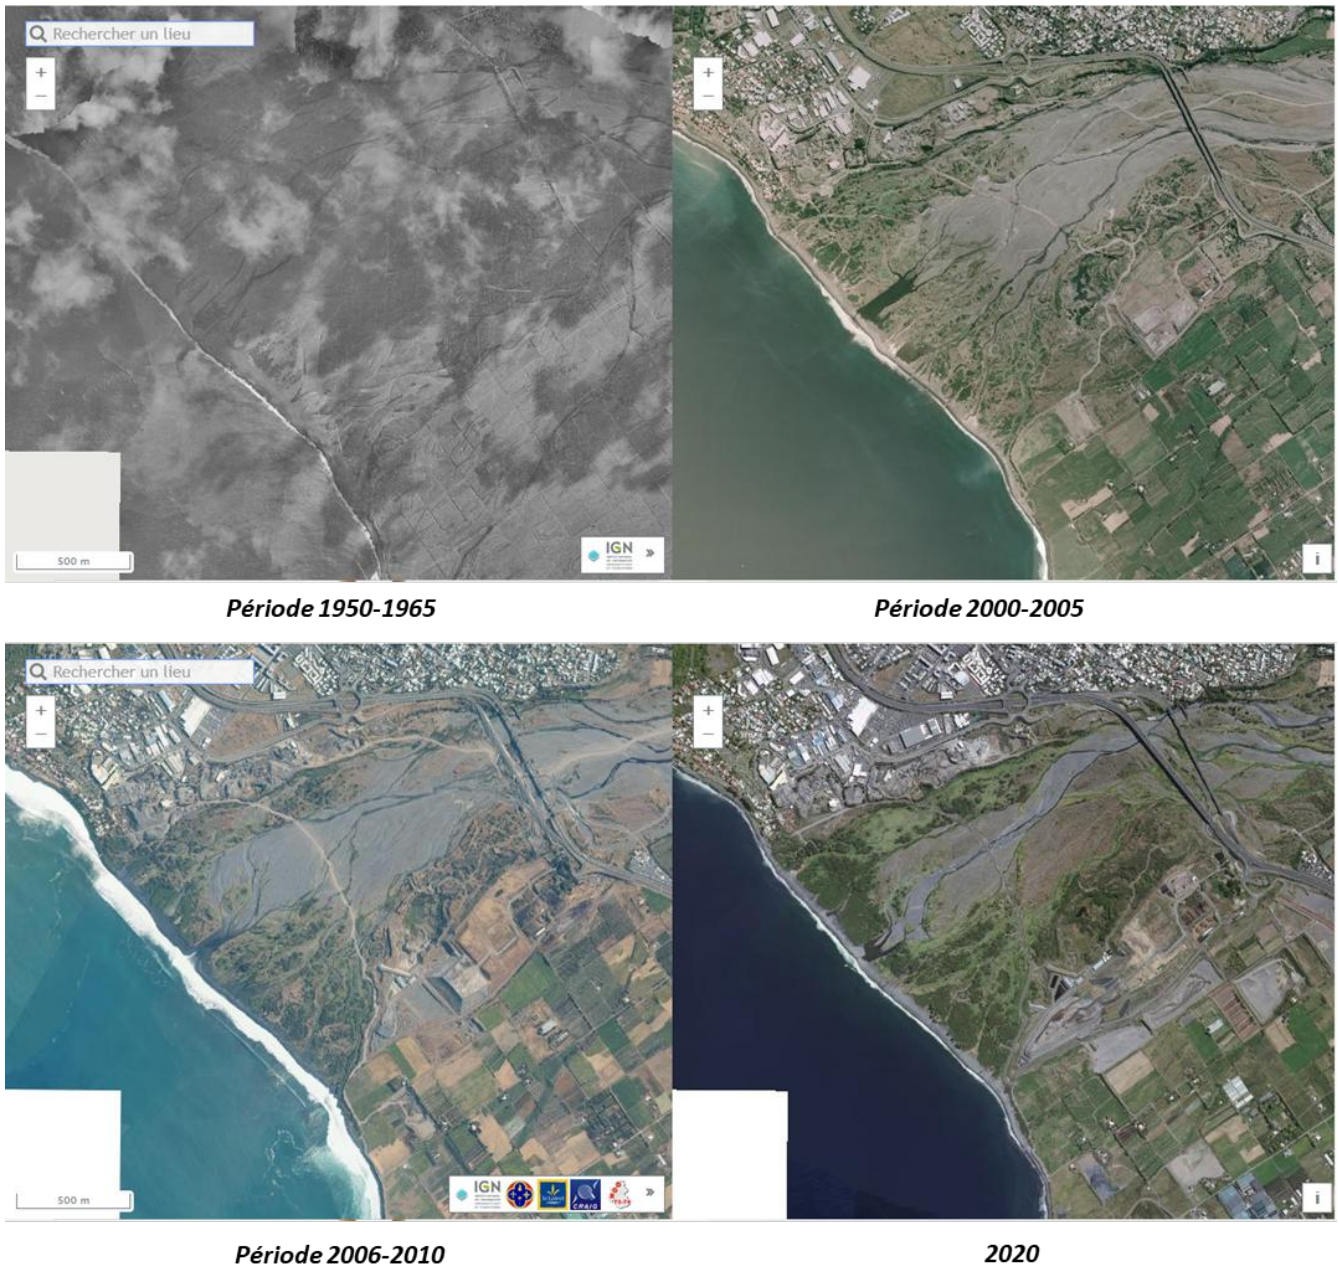 Rechercher un lieu
+
−
+
−
500 m
IGN
»
i
Période 1950-1965
Période 2000-2005
Rechercher un lieu
+
−
+
−
500 m
IGN
CRAIG
»
i
Période 2006-2010
2020